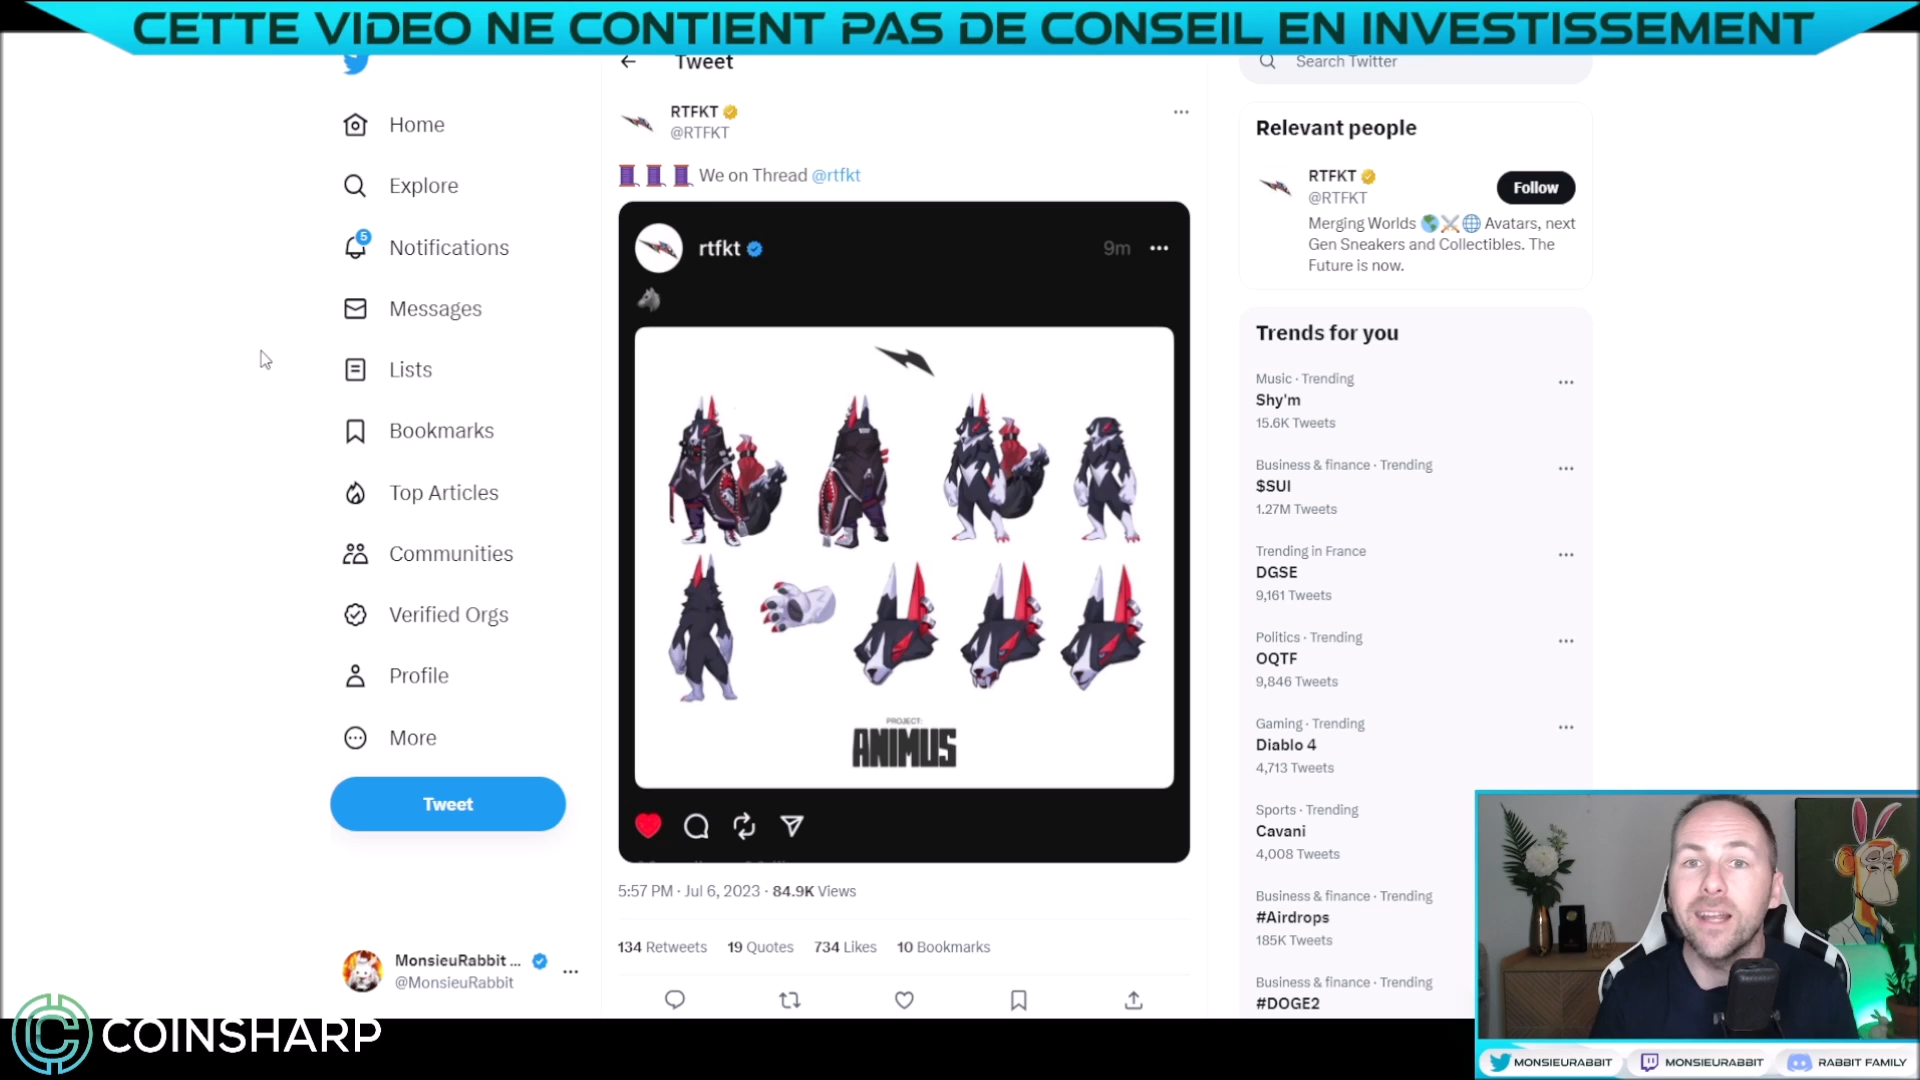 CETTE VIDEO NE CONTIENT PAS DE CONSEIL EN INVESTISSEMENT
Home
Explore
5
Notifications
Messages
Lists
Bookmarks
Top Articles
Communities
Verified Orgs
Profile
More
Tweet
MonsieuRabbit ...
@MonsieuRabbit
COINSHARP
Tweet
RTFKT
@RTFKT
We on Thread @rtfkt
rtfkt
9m
PROJECT:
ANIMUS
5:57 PM · Jul 6, 2023 · 84.9K Views
134 Retweets 19 Quotes 734 Likes 10 Bookmarks
Search Twitter
Relevant people
RTFKT
@RTFKT
Follow
Merging Worlds 🌎⚔️🌐 Avatars, next
Gen Sneakers and Collectibles. The
Future is now.
Trends for you
Music · Trending
Shy'm
15.6K Tweets
Business & finance · Trending
$SUI
1.27M Tweets
Trending in France
DGSE
9,161 Tweets
Politics · Trending
OQTF
9,846 Tweets
Gaming · Trending
Diablo 4
4,713 Tweets
Sports · Trending
Cavani
4,008 Tweets
Business & finance · Trending
#Airdrops
185K Tweets
Business & finance · Trending
#DOGE2
MONSIEURABBIT
MONSIEURABBIT
RABBIT FAMILY